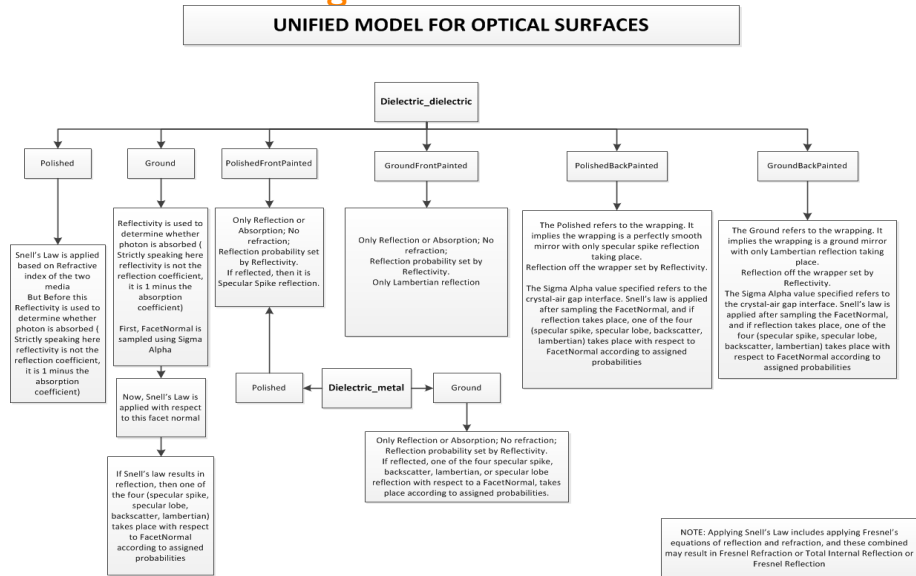 UNIFIED MODEL FOR OPTICAL SURFACES
Dielectric_dielectric
Polished
Ground
PolishedFrontPainted
GroundFrontPainted
PolishedBackPainted
GroundBackPainted
Snell's Law is applied
based on Refractive
index of the two
media
But Before this
Reflectivity is used to
determine whether
photon is absorbed (
Strictly speaking here
reflectivity is not the
reflection coefficient,
it is 1 minus the
absorption
coefficient)
Reflectivity is used to
determine whether
photon is absorbed (
Strictly speaking here
reflectivity is not the
reflection coefficient,
it is 1 minus the
absorption
coefficient)
First, FacetNormal is
sampled using Sigma
Alpha
Now, Snell's Law is
applied with respect
to this facet normal
If Snell's law results in
reflection, then one of
the four (specular spike,
specular lobe,
backscatter, lambertian)
takes place with respect
to FacetNormal
according to assigned
probabilities
Only Reflection or
Absorption; No
refraction;
Reflection probability set
by Reflectivity.
If reflected, then it is
Specular Spike reflection.
Only Reflection or Absorption; No
refraction;
Reflection probability set by
Reflectivity.
Only Lambertian reflection
The Polished refers to the wrapping. It
implies the wrapping is a perfectly smooth
mirror with only specular spike reflection
taking place.
Reflection off the wrapper set by Reflectivity.
The Sigma Alpha value specified refers to the
crystal-air gap interface. Snell's law is applied
after sampling the FacetNormal, and if
reflection takes place, one of the four
(specular spike, specular lobe, backscatter,
lambertian) takes place with respect to
FacetNormal according to assigned
probabilities
The Ground refers to the wrapping. It
implies the wrapping is a ground mirror
with only Lambertian reflection taking
place.
Reflection off the wrapper set by
Reflectivity.
The Sigma Alpha value specified refers to
the crystal-air gap interface. Snell's law is
applied after sampling the FacetNormal,
and if reflection takes place, one of the
four (specular spike, specular lobe,
backscatter, lambertian) takes place with
respect to FacetNormal according to
assigned probabilities
Polished
Dielectric_metal
Ground
Only Reflection or Absorption; No refraction;
Reflection probability set by Reflectivity.
If reflected, one of the four specular spike,
backscatter, lambertian, or specular lobe
reflection with respect to a FacetNormal, takes
place according to assigned probabilities.
NOTE: Applying Snell's Law includes applying Fresnel's
equations of reflection and refraction, and these combined
may result in Fresnel Refraction or Total Internal Reflection or
Fresnel Reflection